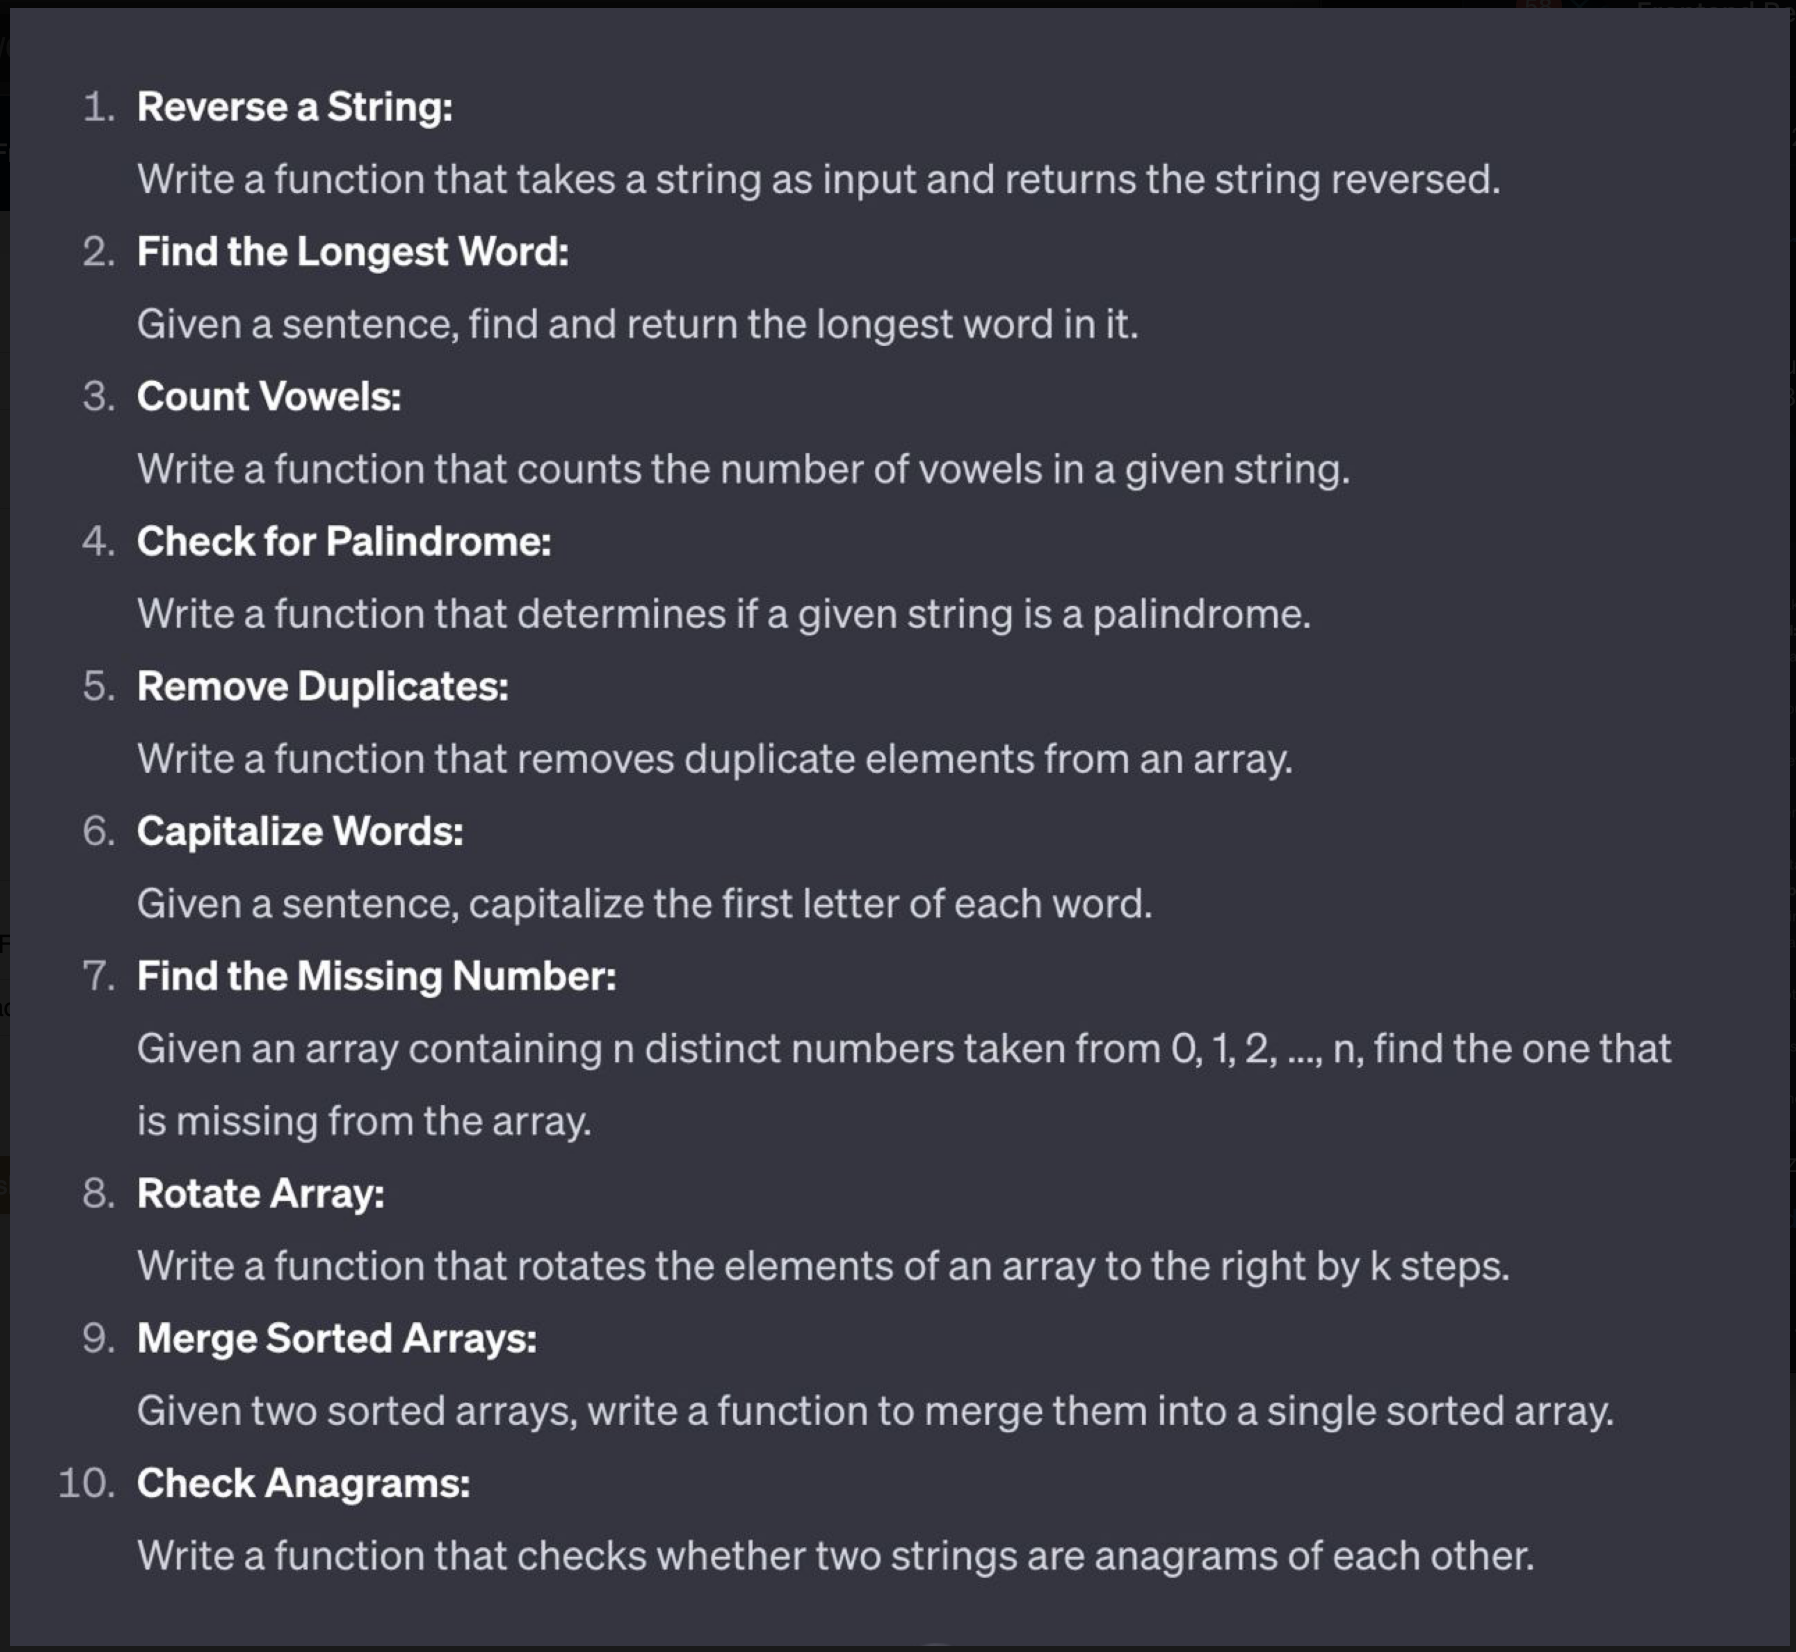 1. Reverse a String:
Write a function that takes a string as input and returns the string reversed.
2. Find the Longest Word:
Given a sentence, find and return the longest word in it.
3. Count Vowels:
Write a function that counts the number of vowels in a given string.
4. Check for Palindrome:
Write a function that determines if a given string is a palindrome.
5. Remove Duplicates:
Write a function that removes duplicate elements from an array.
6. Capitalize Words:
Given a sentence, capitalize the first letter of each word.
7. Find the Missing Number:
Given an array containing n distinct numbers taken from 0, 1, 2, ..., n, find the one that
is missing from the array.
8. Rotate Array:
Write a function that rotates the elements of an array to the right by k steps.
9. Merge Sorted Arrays:
Given two sorted arrays, write a function to merge them into a single sorted array.
10. Check Anagrams:
Write a function that checks whether two strings are anagrams of each other.